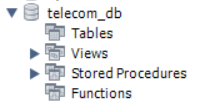 telecom_db
Tables
Views
Stored Procedures
Functions